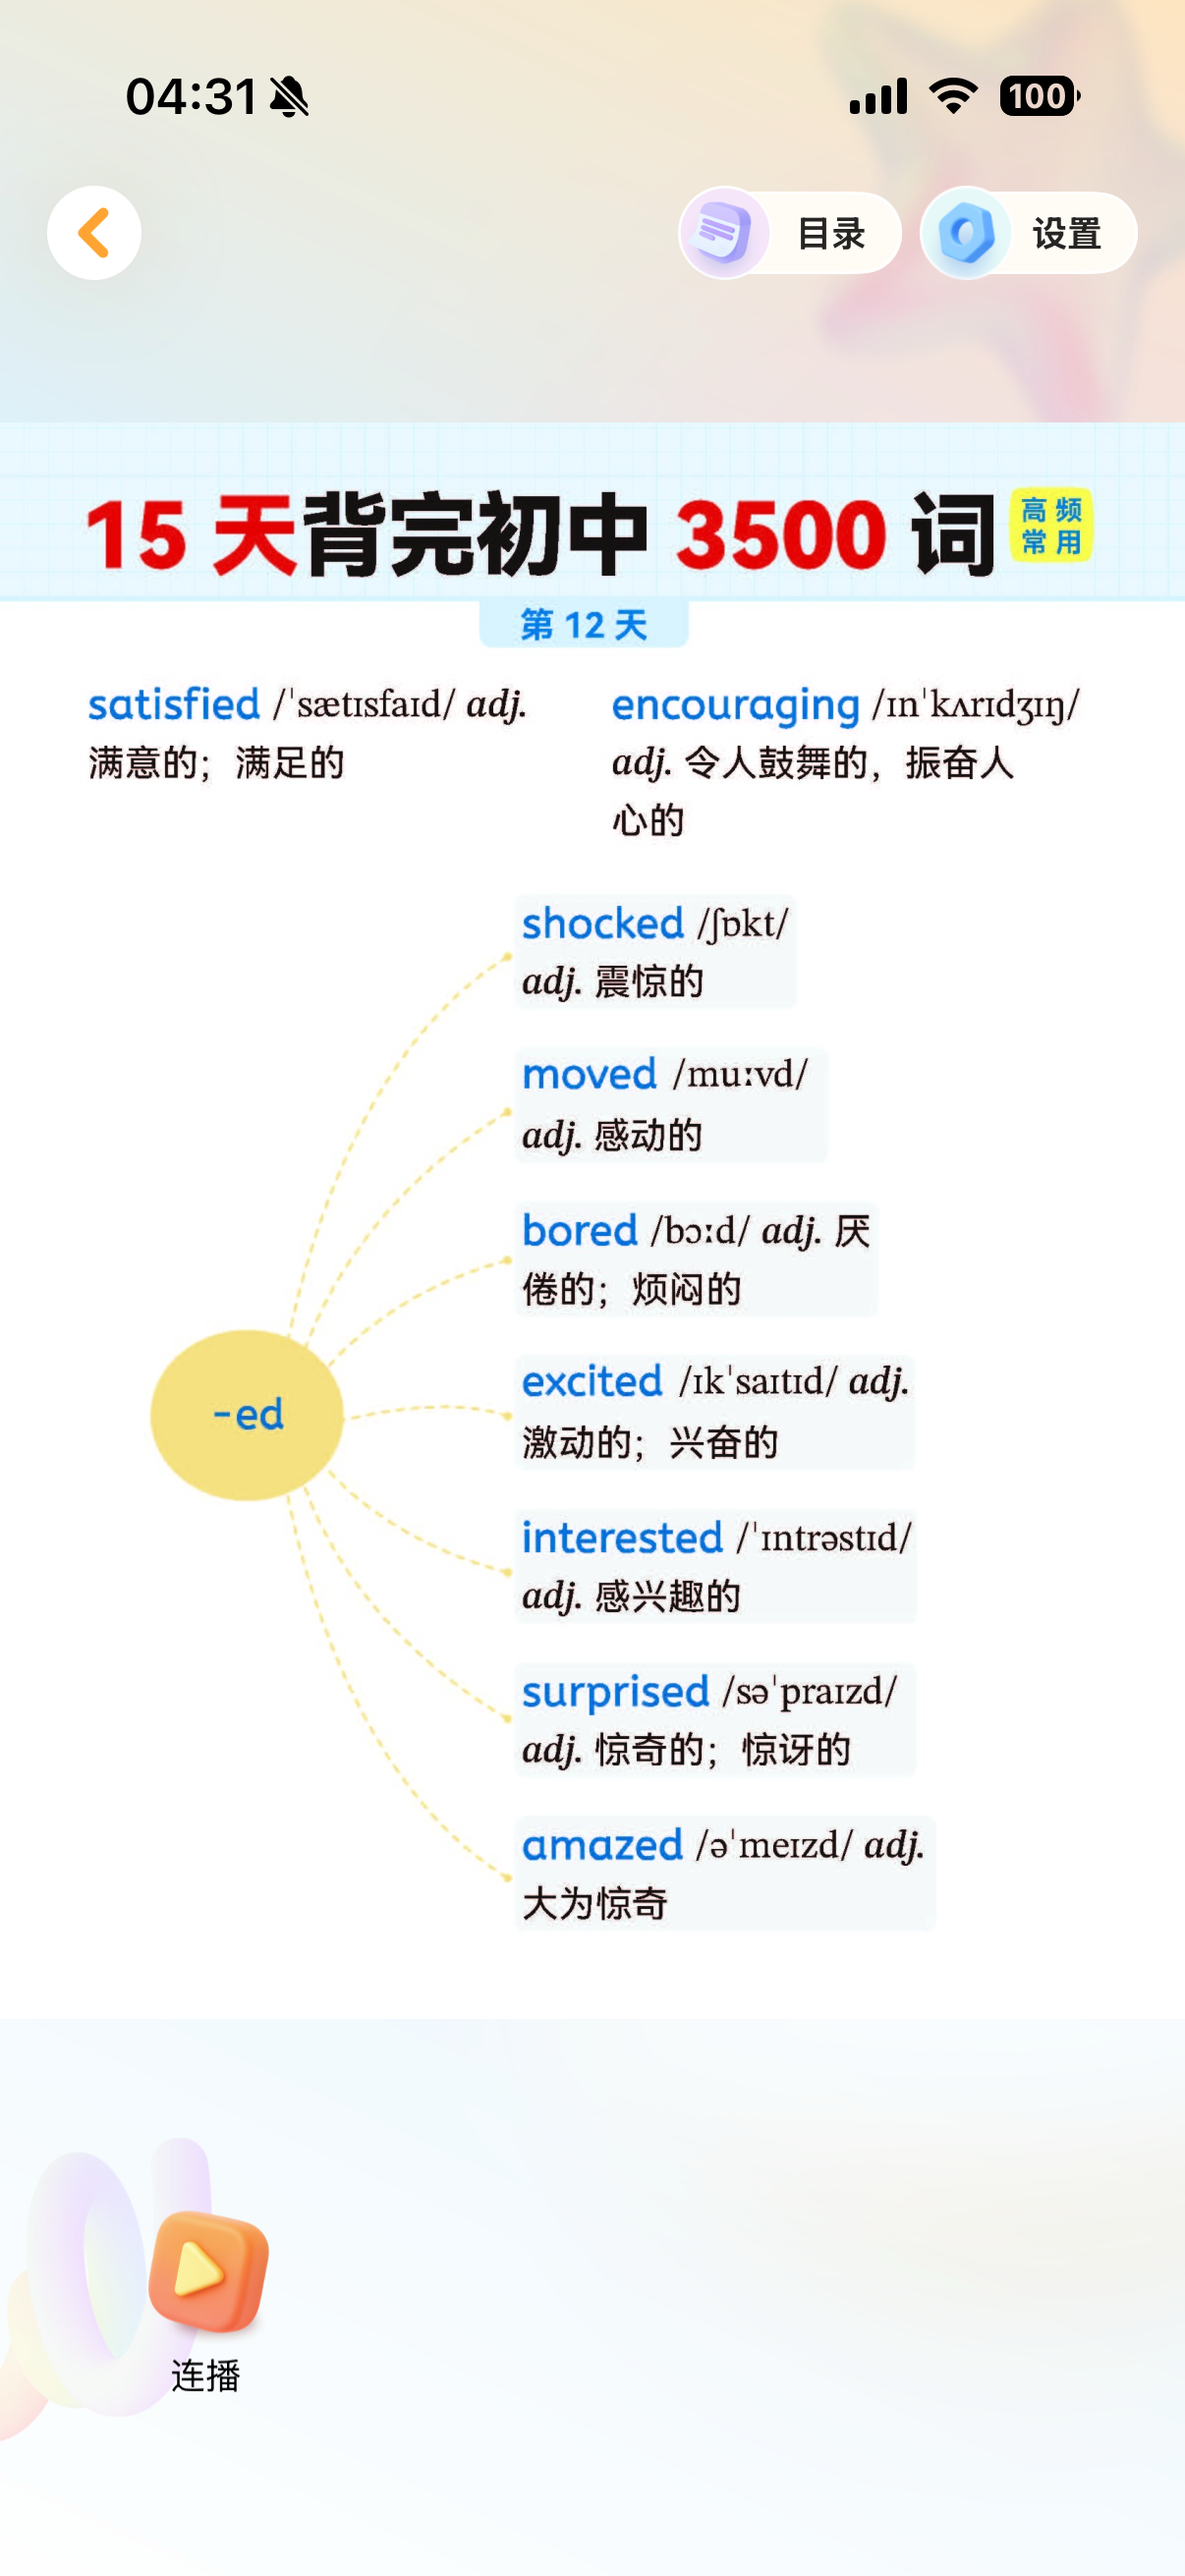 04:31
100
目录
设置
15 天背完初中 3500 词
高频
常用
第 12 天
satisfied /ˈsætɪsfaɪd/ adj.
满意的；满足的
encouraging /ɪnˈkʌrɪdʒɪŋ/
adj. 令人鼓舞的，振奋人
心的
shocked /ʃɒkt/
adj. 震惊的
moved /muːvd/
adj. 感动的
bored /bɔːd/ adj. 厌
倦的；烦闷的
excited /ɪkˈsaɪtɪd/ adj.
激动的；兴奋的
-ed
interested /ˈɪntrəstɪd/
adj. 感兴趣的
surprised /səˈpraɪzd/
adj. 惊奇的；惊讶的
amazed /əˈmeɪzd/ adj.
大为惊奇
连播